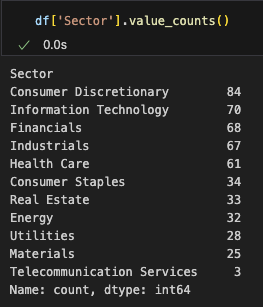 df['Sector'].value_counts()
✓ 0.0s
Sector
Consumer Discretionary 84
Information Technology 70
Financials 68
Industrials 67
Health Care 61
Consumer Staples 34
Real Estate 33
Energy 32
Utilities 28
Materials 25
Telecommunication Services 3
Name: count, dtype: int64